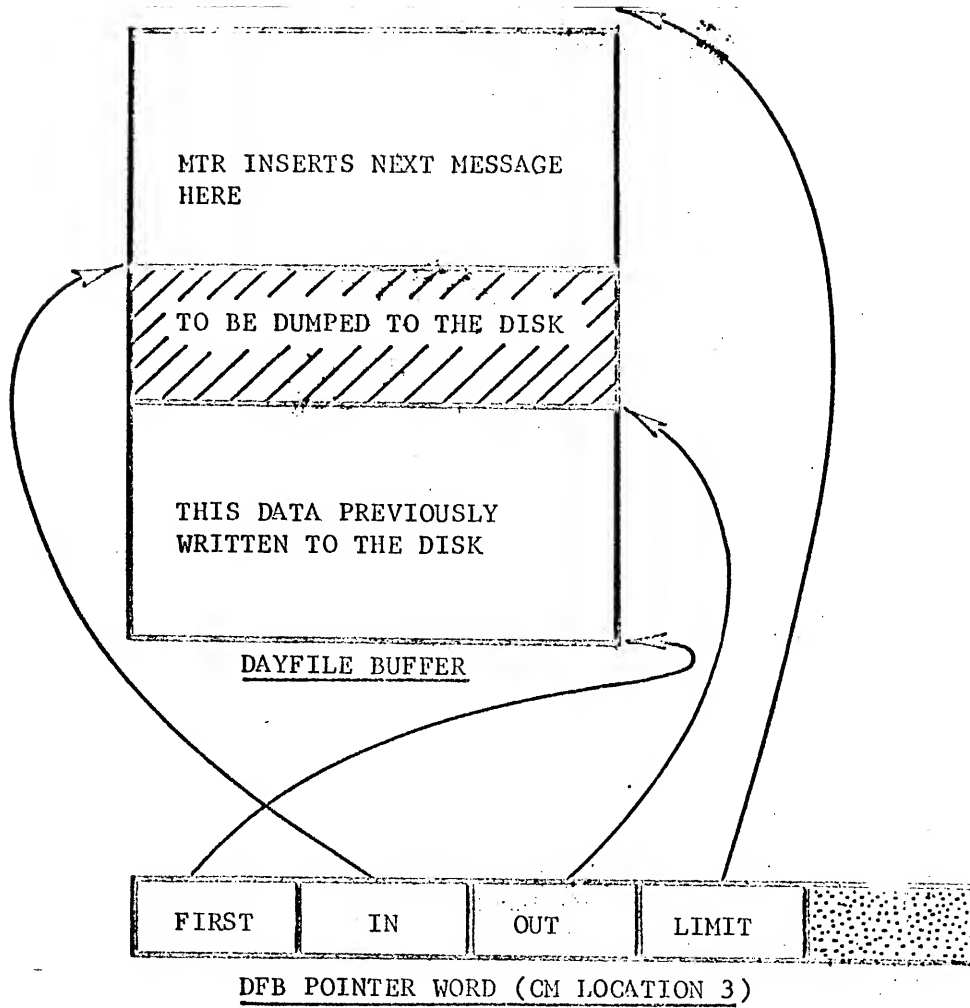 MTR INSERTS NEXT MESSAGE
HERE
TO BE DUMPED TO THE DISK
THIS DATA PREVIOUSLY
WRITTEN TO THE DISK
DAYFILE BUFFER
FIRST IN OUT LIMIT
DFB POINTER WORD (CM LOCATION 3)